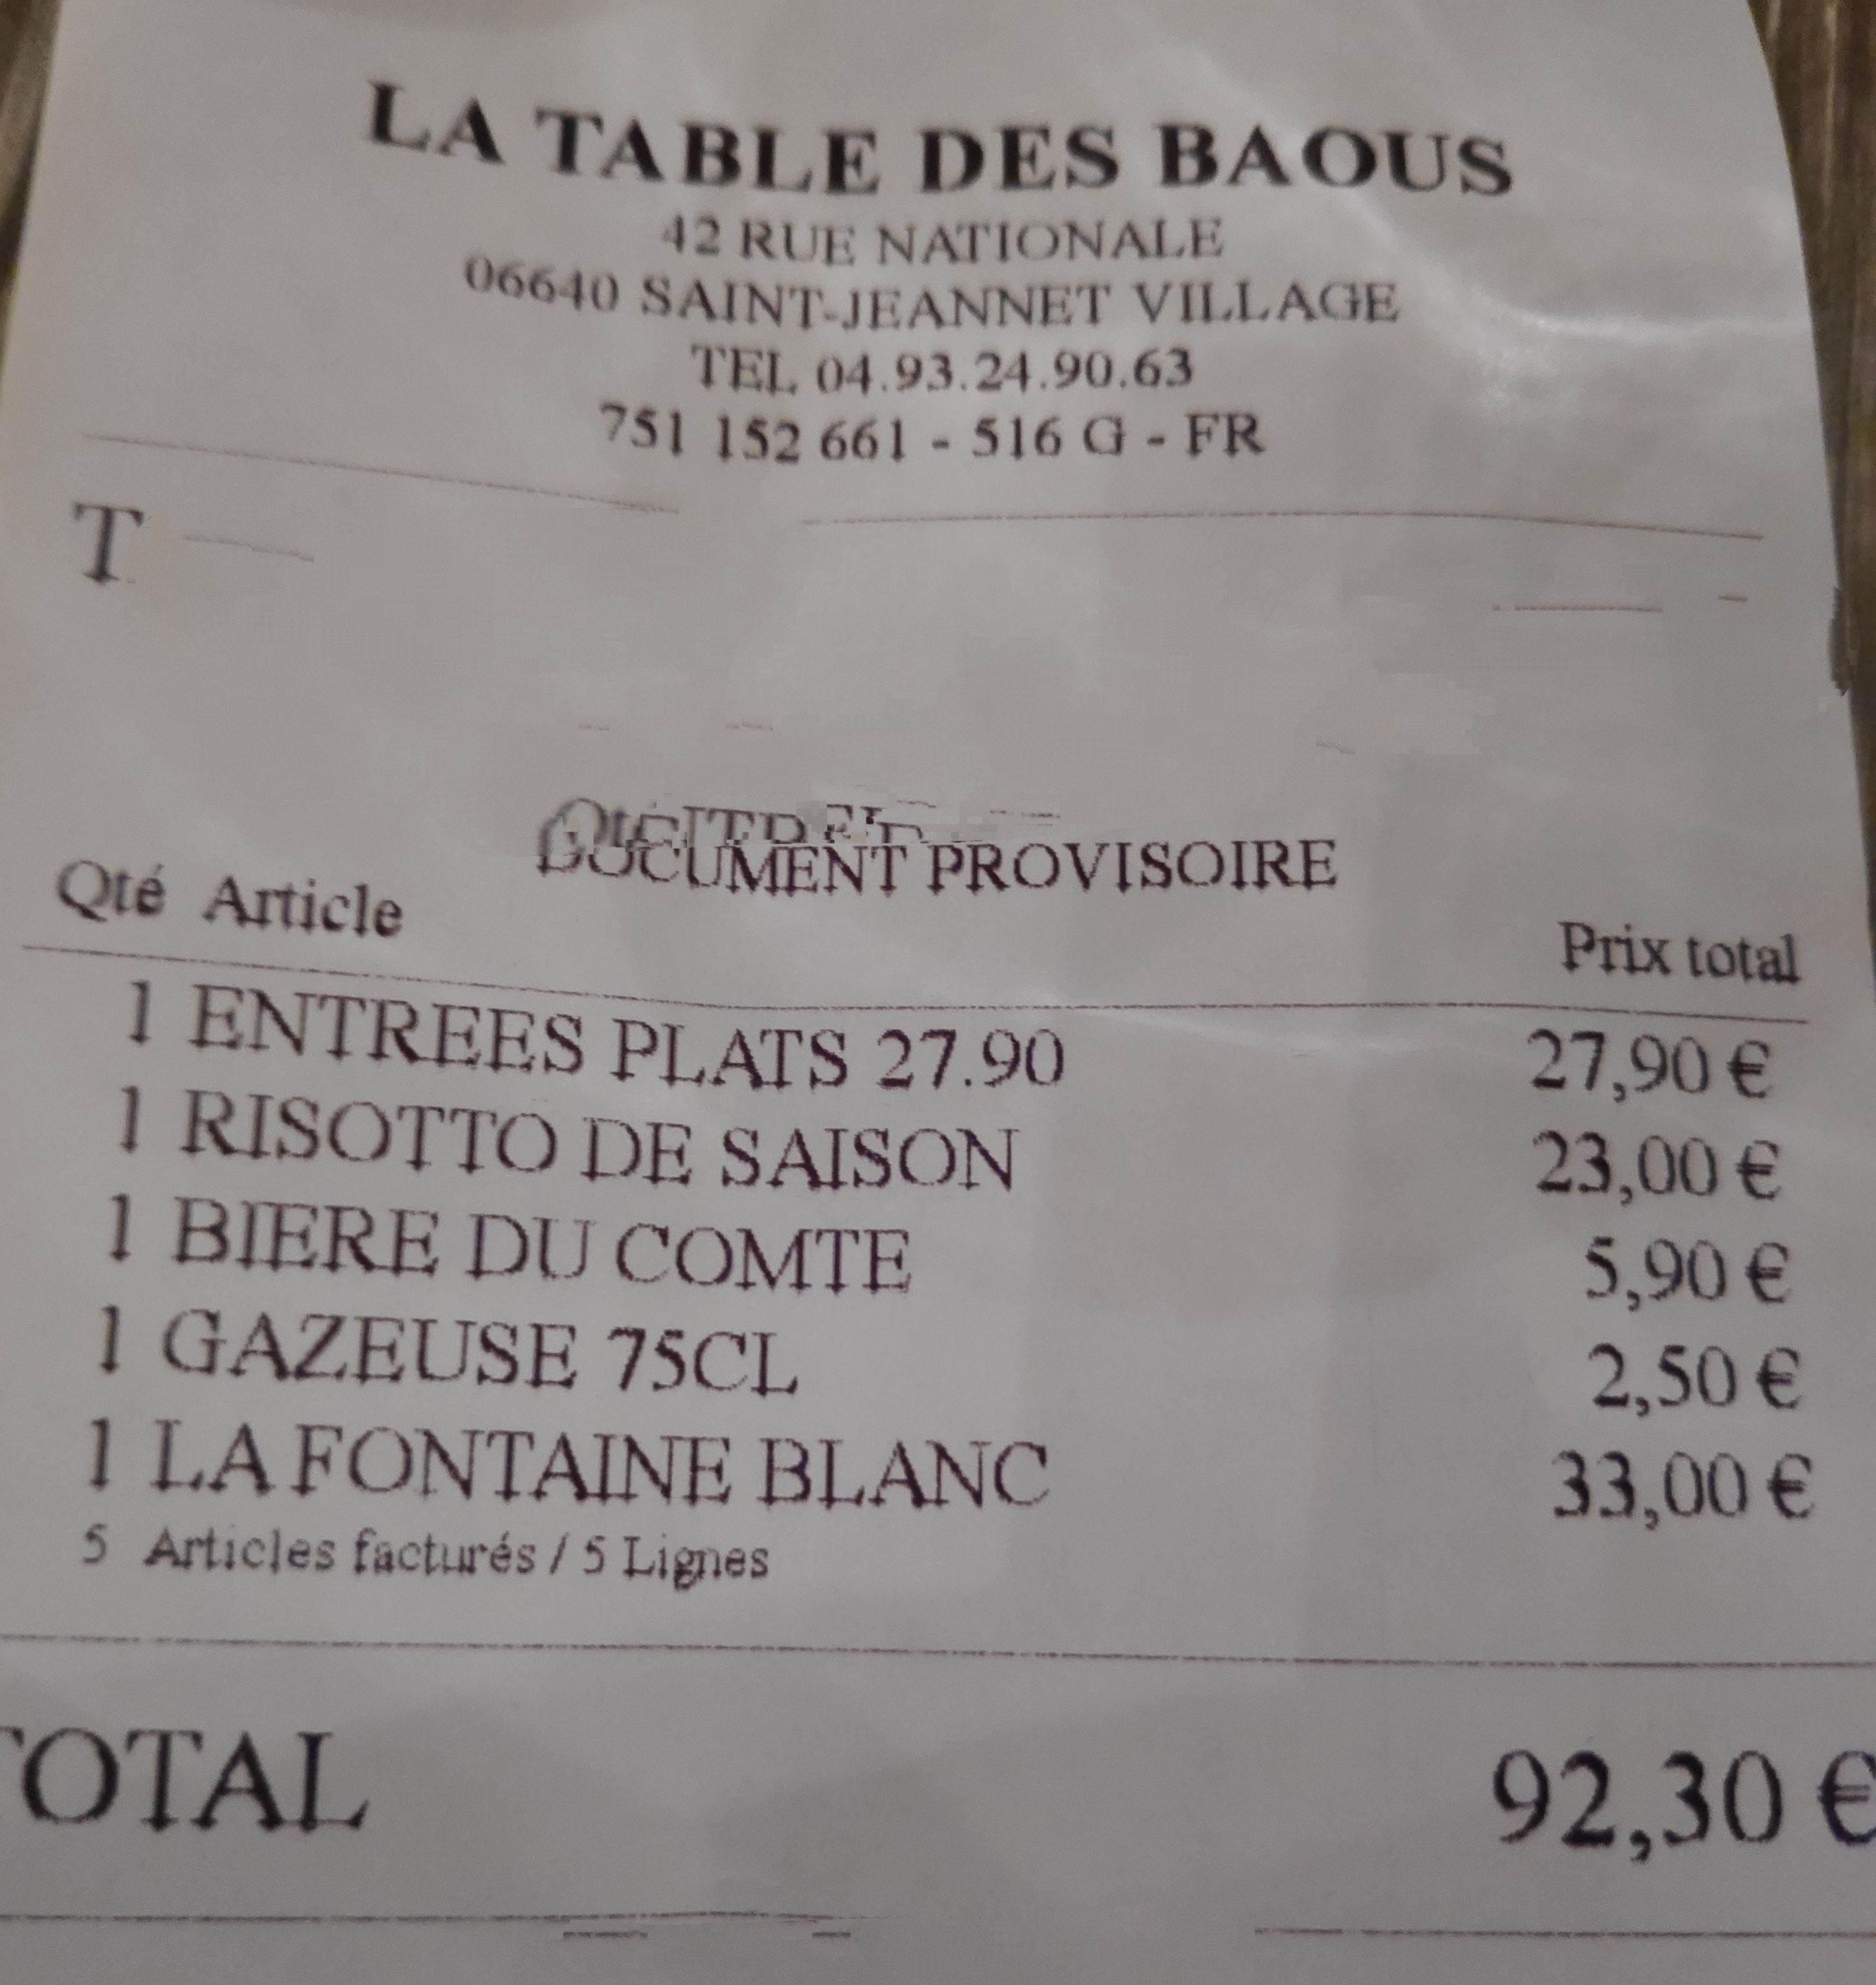 LA TABLE DES BAOUS
42 RUE NATIONALE
06640 SAINT-JEANNET VILLAGE
TEL 04.93.24.90.63
751 152 661 - 516 G - FR
T
DOCUMENT PROVISOIRE
Qté Article Prix total
1 ENTREES PLATS 27.90 27,90 €
1 RISOTTO DE SAISON 23,00 €
1 BIERE DU COMTE 5,90 €
1 GAZEUSE 75CL 2,50 €
1 LA FONTAINE BLANC 33,00 €
5 Articles facturés / 5 Lignes
TOTAL 92,30 €